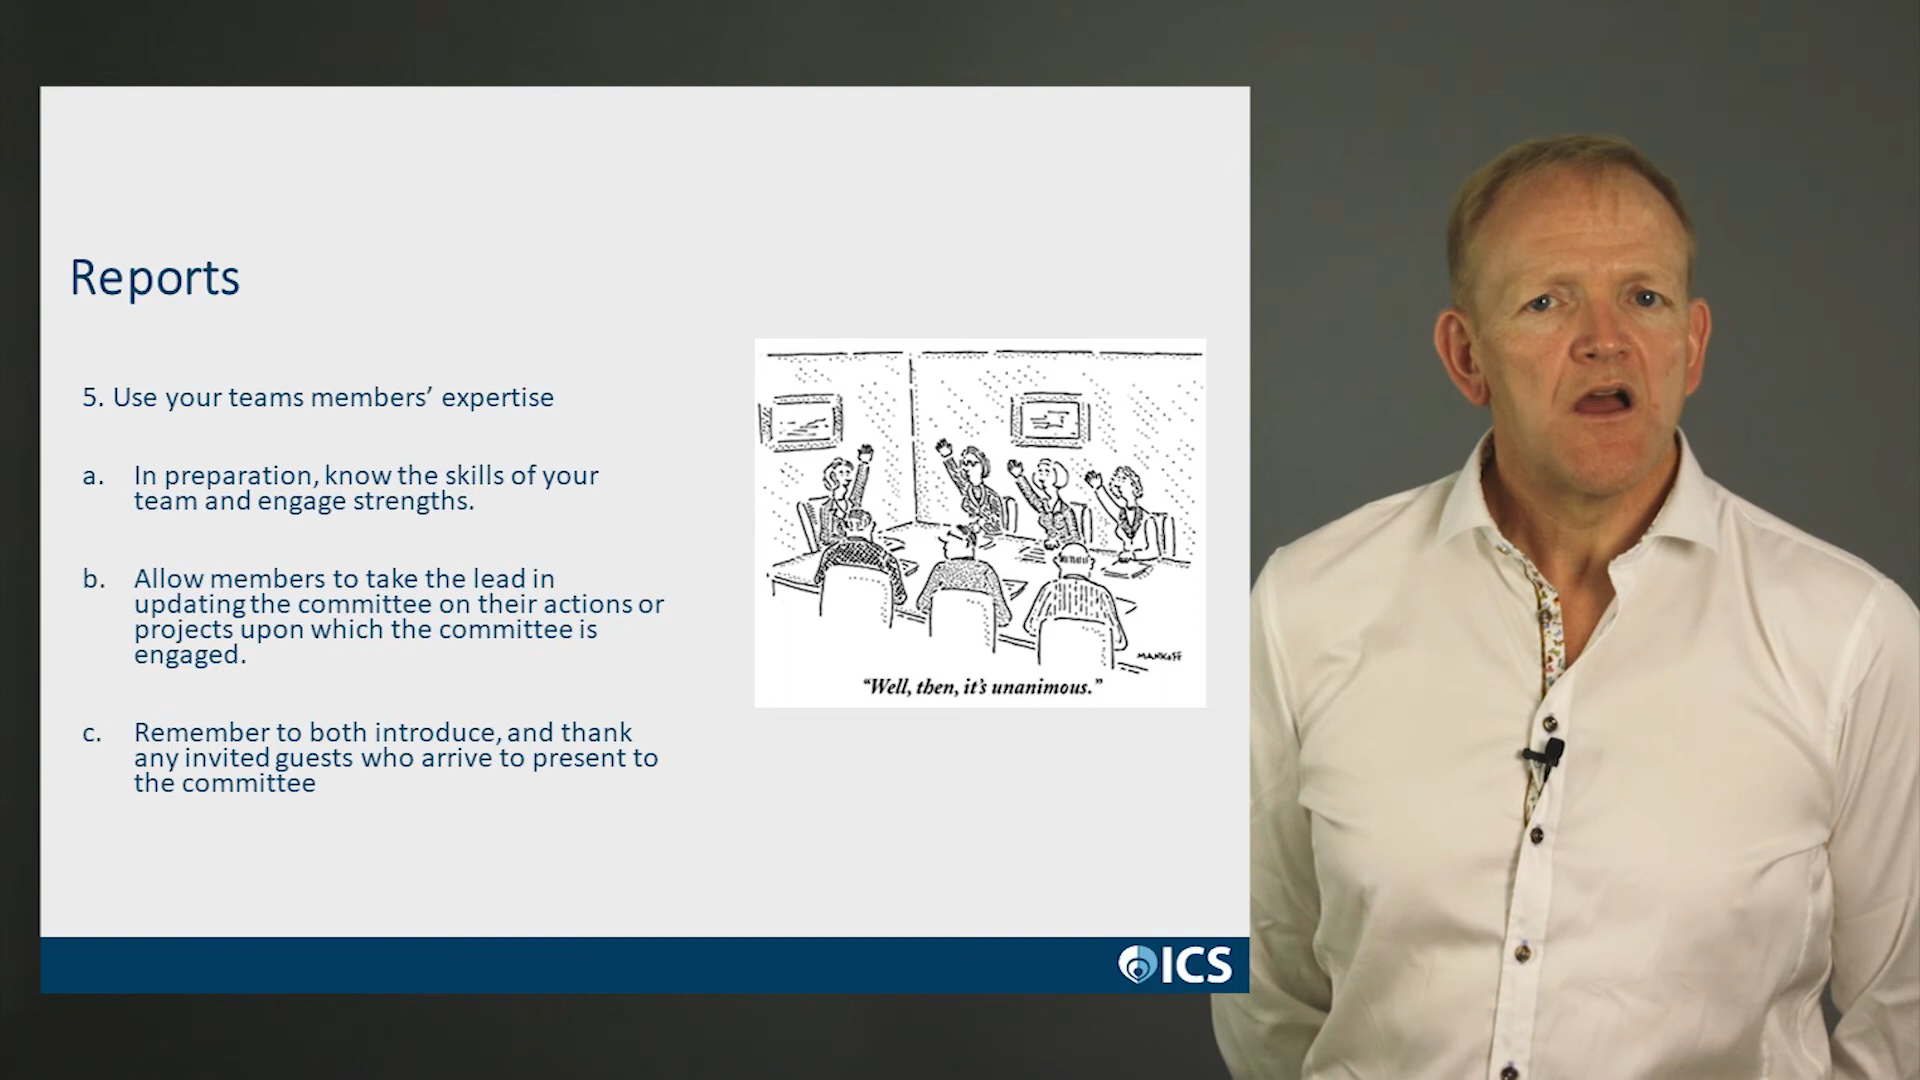 Reports
5. Use your teams members’ expertise
a. In preparation, know the skills of your
team and engage strengths.
b. Allow members to take the lead in
updating the committee on their actions or
projects upon which the committee is
engaged.
c. Remember to both introduce, and thank
any invited guests who arrive to present to
the committee
MANKOFF
“Well, then, it’s unanimous.”
ICS